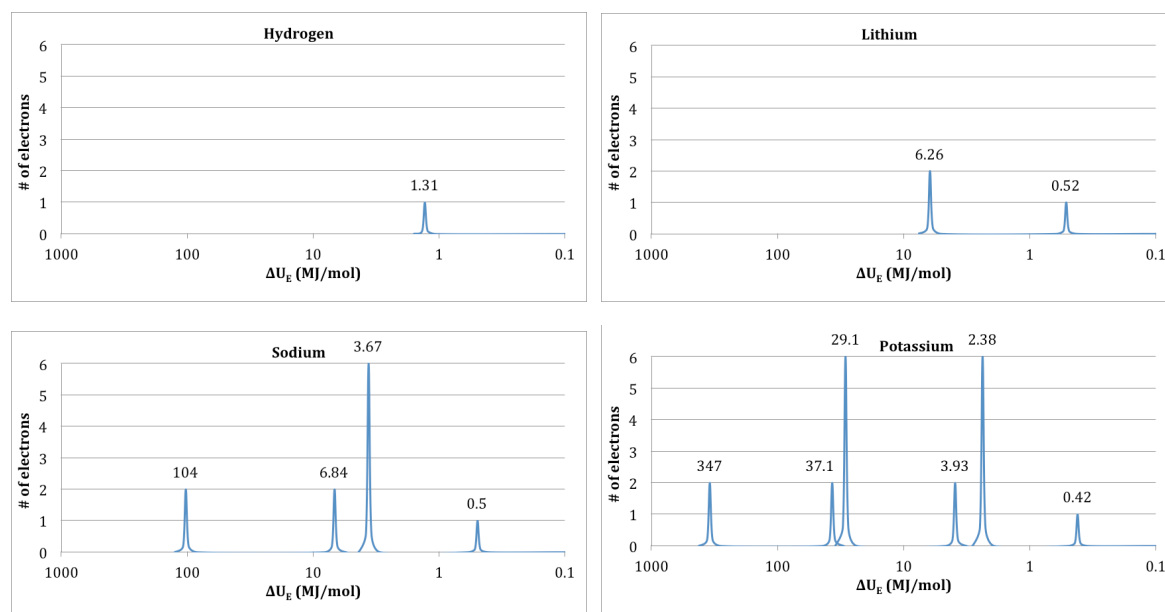 Hydrogen
# of electrons
6
5
4
3
2
1
0
1.31
1000 100 10 1 0.1
ΔU_E (MJ/mol)
Lithium
# of electrons
6
5
4
3
2
1
0
6.26
0.52
1000 100 10 1 0.1
ΔU_E (MJ/mol)
Sodium
# of electrons
6
5
4
3
2
1
0
104
6.84
3.67
0.5
1000 100 10 1 0.1
ΔU_E (MJ/mol)
Potassium
# of electrons
6
5
4
3
2
1
0
347
37.1
29.1
3.93
2.38
0.42
1000 100 10 1 0.1
ΔU_E (MJ/mol)